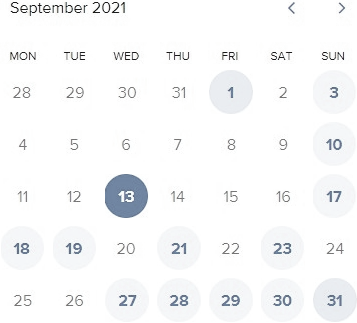 September 2021
MON TUE WED THU FRI SAT SUN
28 29 30 31 1 2 3
4 5 6 7 8 9 10
11 12 13 14 15 16 17
18 19 20 21 22 23 24
25 26 27 28 29 30 31